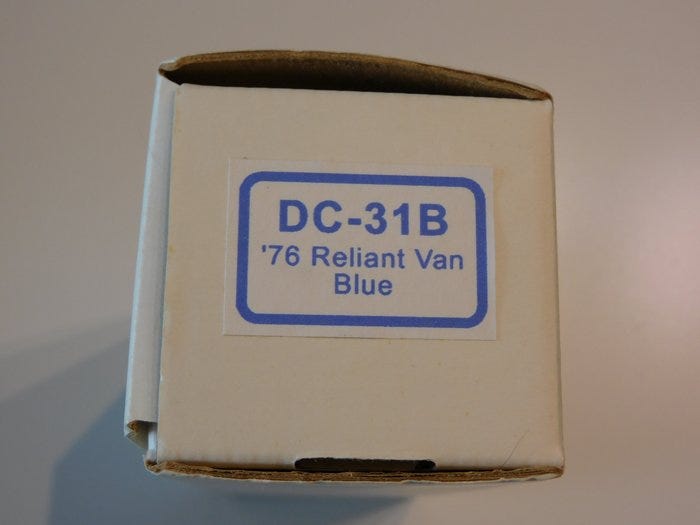 DC-31B
'76 Reliant Van
Blue